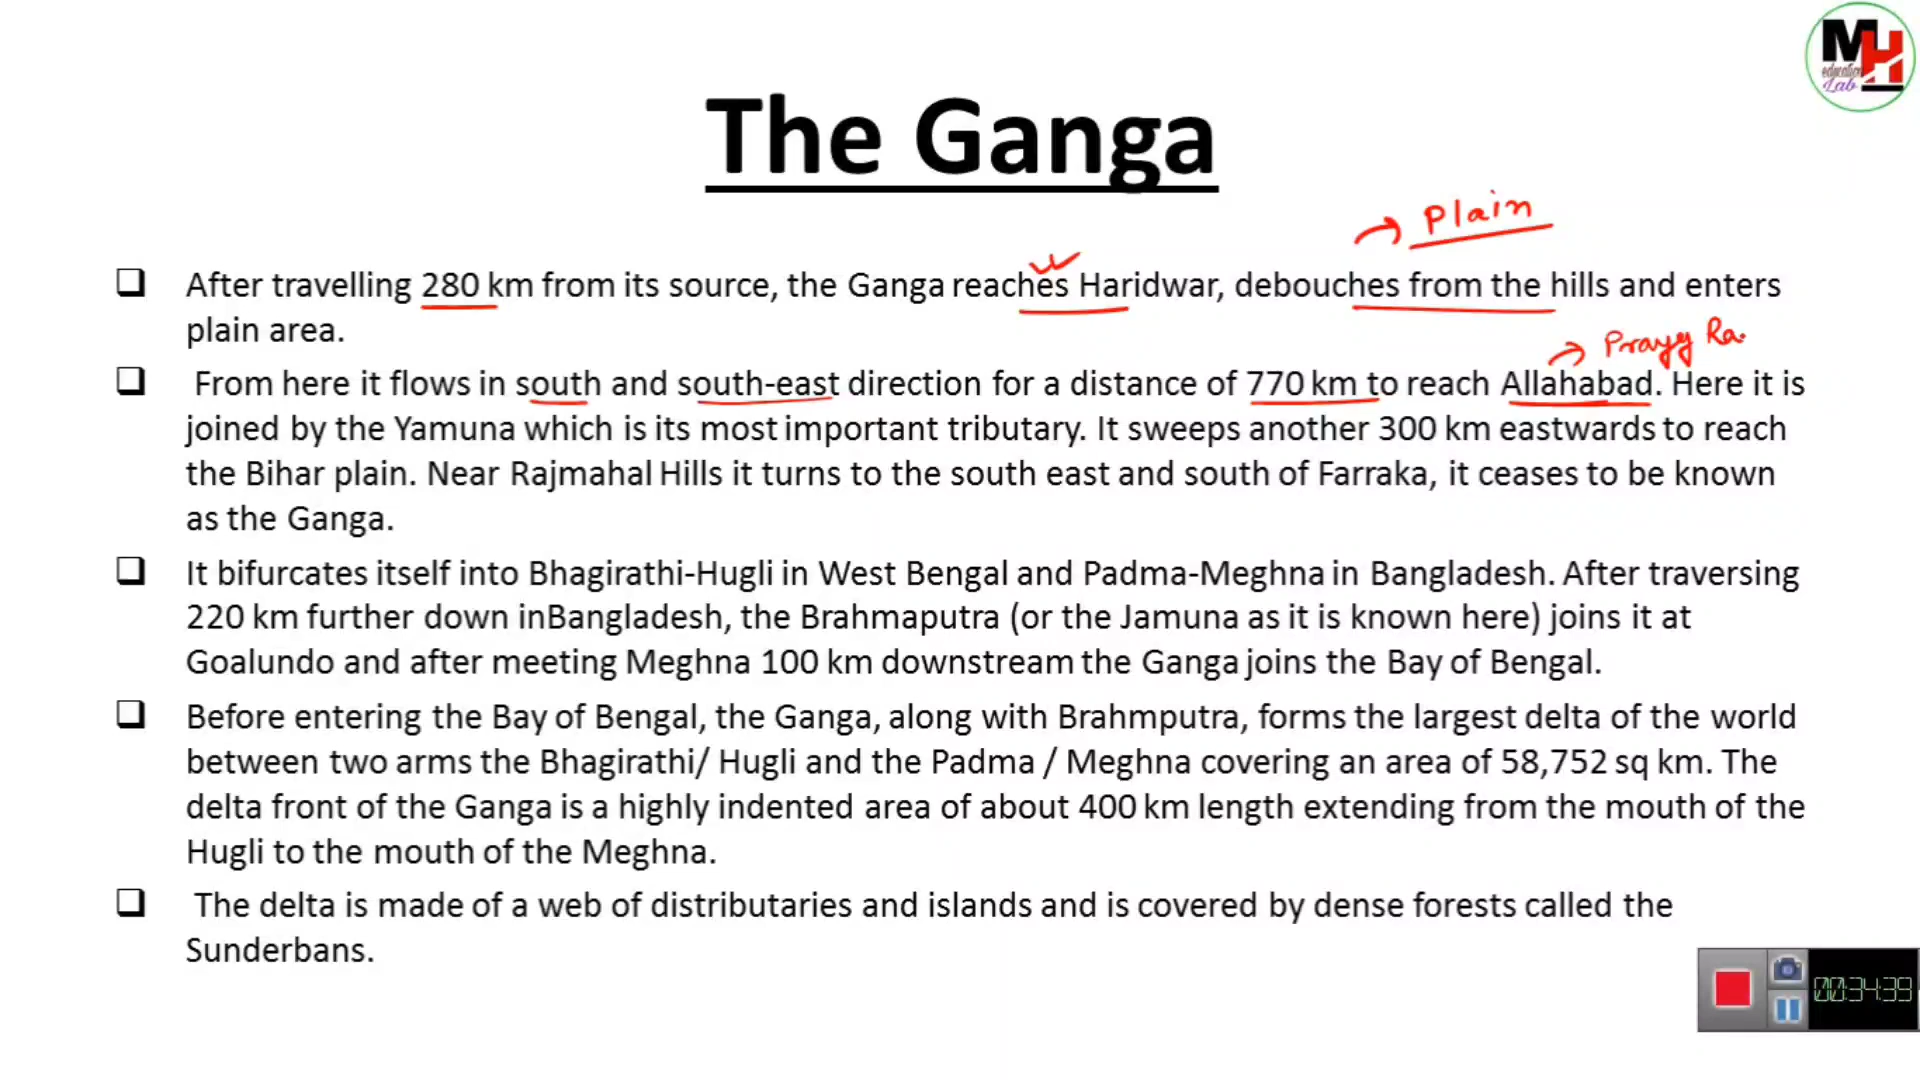 MH
education
Lab
The Ganga
Plain
After travelling 280 km from its source, the Ganga reaches Haridwar, debouches from the hills and enters
plain area.
Prayg Ra
From here it flows in south and south-east direction for a distance of 770 km to reach Allahabad. Here it is
joined by the Yamuna which is its most important tributary. It sweeps another 300 km eastwards to reach
the Bihar plain. Near Rajmahal Hills it turns to the south east and south of Farraka, it ceases to be known
as the Ganga.
It bifurcates itself into Bhagirathi-Hugli in West Bengal and Padma-Meghna in Bangladesh. After traversing
220 km further down inBangladesh, the Brahmaputra (or the Jamuna as it is known here) joins it at
Goalundo and after meeting Meghna 100 km downstream the Ganga joins the Bay of Bengal.
Before entering the Bay of Bengal, the Ganga, along with Brahmputra, forms the largest delta of the world
between two arms the Bhagirathi/ Hugli and the Padma / Meghna covering an area of 58,752 sq km. The
delta front of the Ganga is a highly indented area of about 400 km length extending from the mouth of the
Hugli to the mouth of the Meghna.
The delta is made of a web of distributaries and islands and is covered by dense forests called the
Sunderbans.
00:34:39